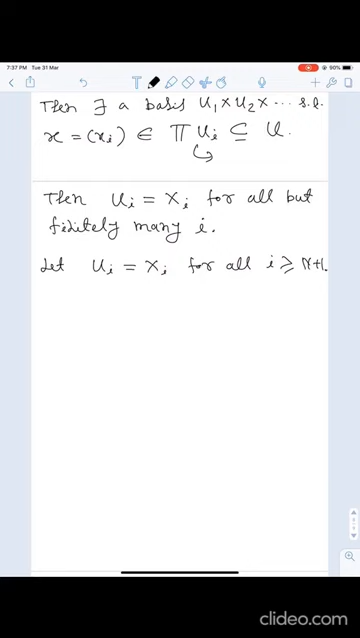 7:37 PM Tue 31 Mar
Then ∃ a basis U₁ × U₂ × ⋯ s.t.
x = (xᵢ) ∈ ∏ Uᵢ ⊆ U.
Then Uᵢ = Xᵢ for all but
finitely many i.
Let Uᵢ = Xᵢ for all i ≥ N+1.
clideo.com